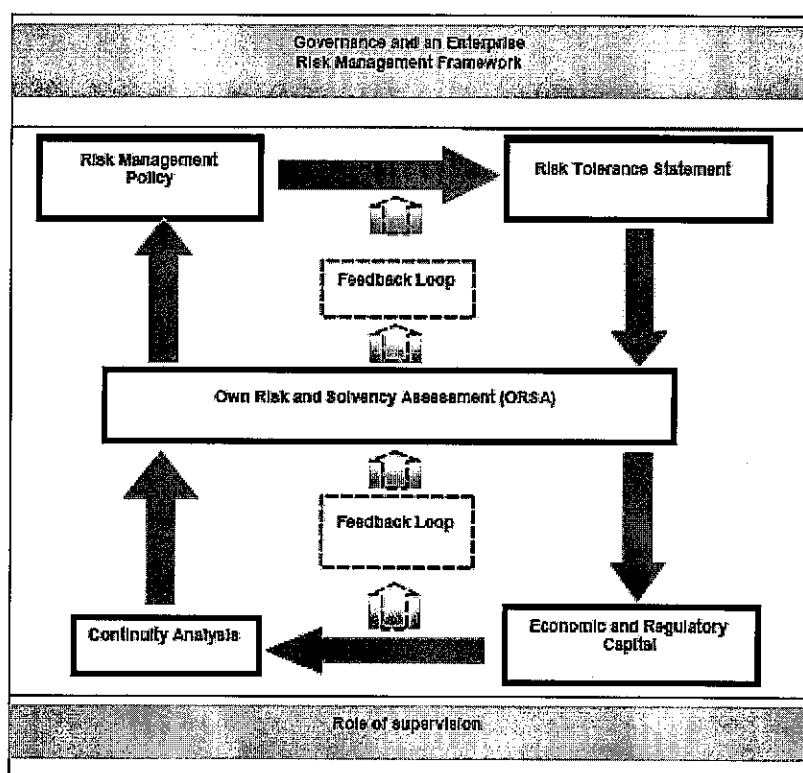 Governance and an Enterprise
Risk Management Framework
Risk Management
Policy
Risk Tolerance Statement
Feedback Loop
Own Risk and Solvency Assessment (ORSA)
Feedback Loop
Continuity Analysis
Economic and Regulatory
Capital
Role of supervision